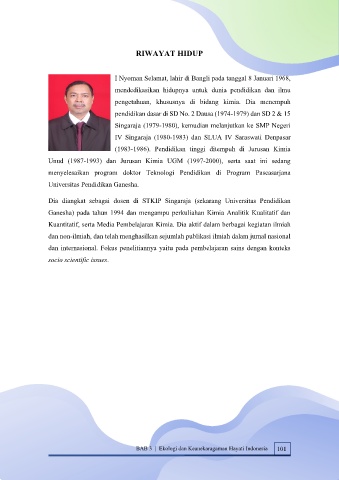 RIWAYAT HIDUP
I Nyoman Selamat, lahir di Bangli pada tanggal 8 Januari 1968,
mendedikasikan hidupnya untuk dunia pendidikan dan ilmu
pengetahuan, khususnya di bidang kimia. Dia menempuh
pendidikan dasar di SD No. 2 Dausa (1974-1979) dan SD 2 & 15
Singaraja (1979-1980), kemudian melanjutkan ke SMP Negeri
IV Singaraja (1980-1983) dan SLUA IV Saraswati Denpasar
(1983-1986). Pendidikan tinggi ditempuh di Jurusan Kimia
Unud (1987-1993) dan Jurusan Kimia UGM (1997-2000), serta saat ini sedang
menyelesaikan program doktor Teknologi Pendidikan di Program Pascasarjana
Universitas Pendidikan Ganesha.
Dia diangkat sebagai dosen di STKIP Singaraja (sekarang Universitas Pendidikan
Ganesha) pada tahun 1994 dan mengampu perkuliahan Kimia Analitik Kualitatif dan
Kuantitatif, serta Media Pembelajaran Kimia. Dia aktif dalam berbagai kegiatan ilmiah
dan non-ilmiah, dan telah menghasilkan sejumlah publikasi ilmiah dalam jurnal nasional
dan internasional. Fokus penelitiannya yaitu pada pembelajaran sains dengan konteks
socio scientific issues.
BAB 5 | Ekologi dan Keanekaragaman Hayati Indonesia 101